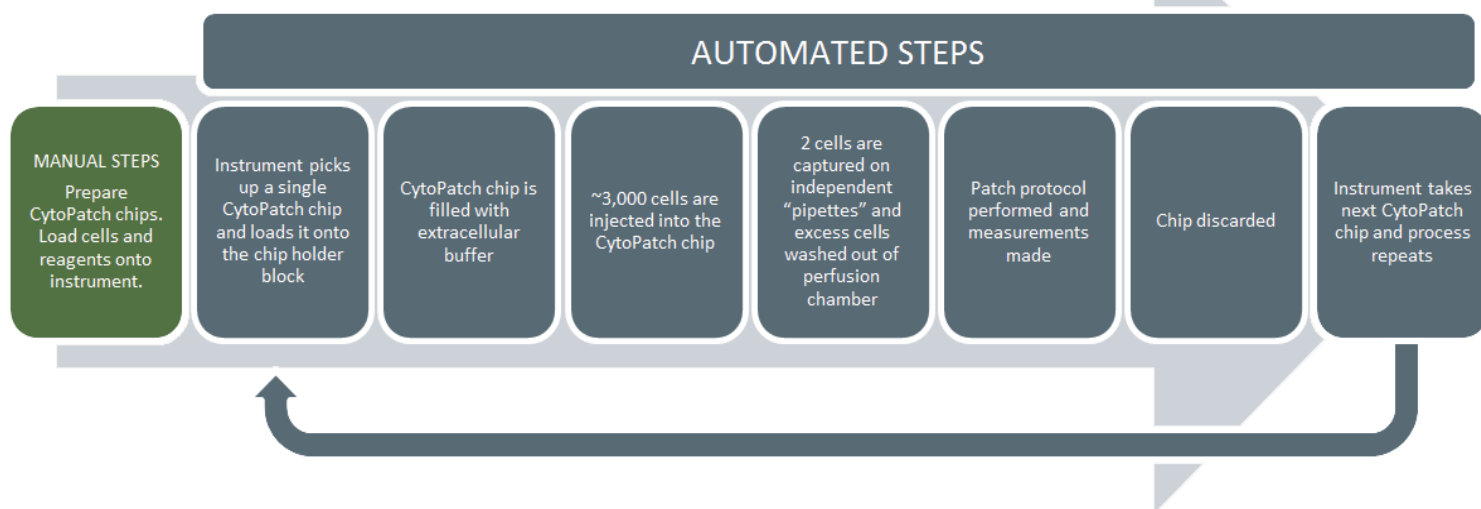 AUTOMATED STEPS
MANUAL STEPS
Prepare
CytoPatch chips.
Load cells and
reagents onto
instrument.
Instrument picks
up a single
CytoPatch chip
and loads it onto
the chip holder
block
CytoPatch chip is
filled with
extracellular
buffer
~3,000 cells are
injected into the
CytoPatch chip
2 cells are
captured on
independent
“pipettes” and
excess cells
washed out of
perfusion
chamber
Patch protocol
performed and
measurements
made
Chip discarded
Instrument takes
next CytoPatch
chip and process
repeats